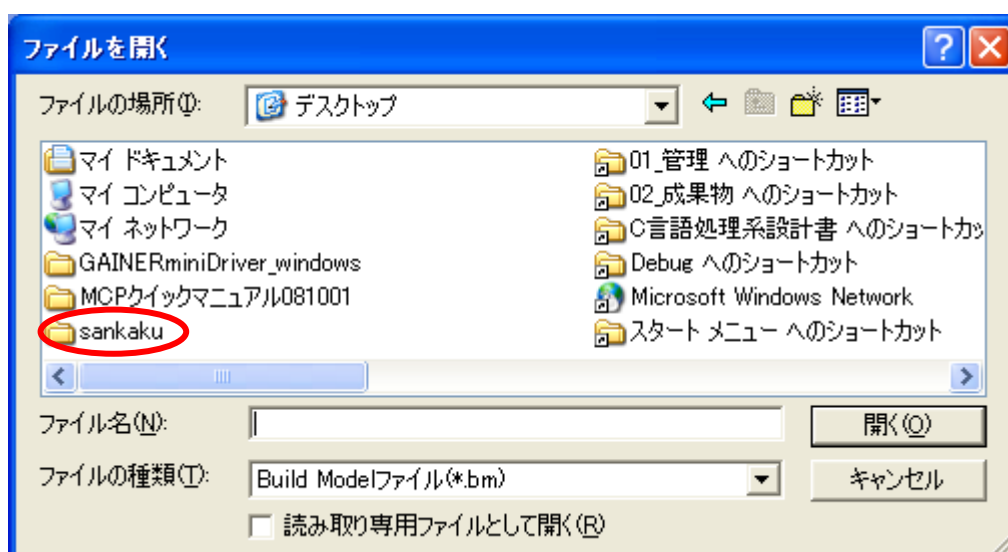 ファイルを開く
ファイルの場所(I):
デスクトップ
マイ ドキュメント
マイ コンピュータ
マイ ネットワーク
GAINERminiDriver_windows
MCPクイックマニュアル081001
sankaku
01_管理 へのショートカット
02_成果物 へのショートカット
C言語処理系設計書 へのショートカッ
Debug へのショートカット
Microsoft Windows Network
スタート メニュー へのショートカット
ファイル名(N):
開く(O)
ファイルの種類(T):
Build Modelファイル(*.bm)
キャンセル
読み取り専用ファイルとして開く(R)